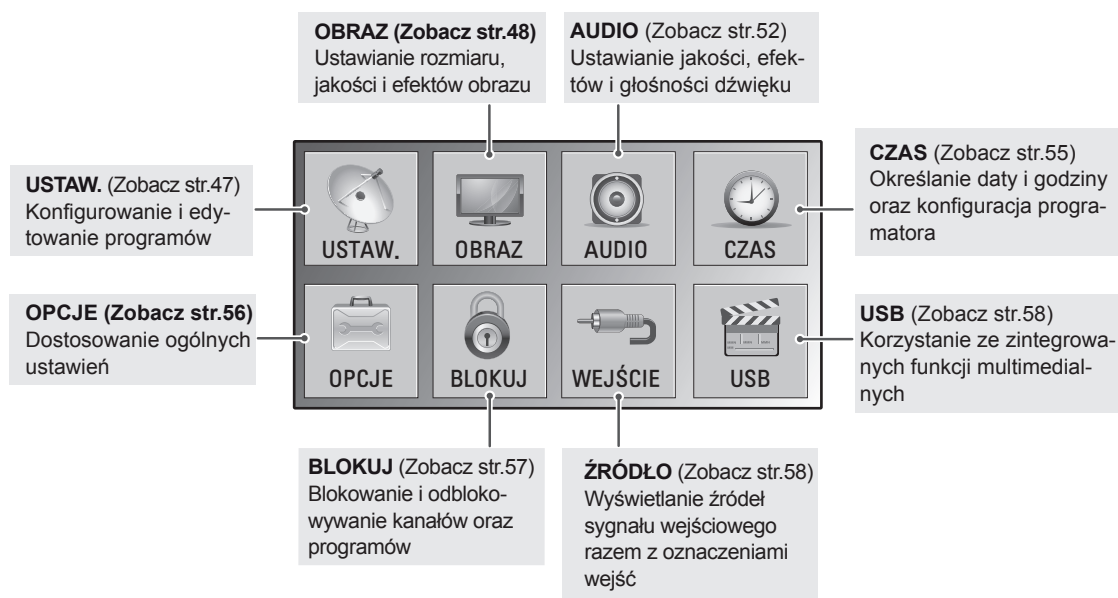 OBRAZ (Zobacz str.48)
Ustawianie rozmiaru,
jakości i efektów obrazu
AUDIO (Zobacz str.52)
Ustawianie jakości, efek-
tów i głośności dźwięku
USTAW. (Zobacz str.47)
Konfigurowanie i edy-
towanie programów
CZAS (Zobacz str.55)
Określanie daty i godziny
oraz konfiguracja progra-
matora
USTAW.
OBRAZ
AUDIO
CZAS
OPCJE (Zobacz str.56)
Dostosowanie ogólnych
ustawień
USB (Zobacz str.58)
Korzystanie ze zintegrowa-
nych funkcji multimedial-
nych
OPCJE
BLOKUJ
WEJŚCIE
USB
BLOKUJ (Zobacz str.57)
Blokowanie i odbloko-
wywanie kanałów oraz
programów
ŹRÓDŁO (Zobacz str.58)
Wyświetlanie źródeł
sygnału wejściowego
razem z oznaczeniami
wejść